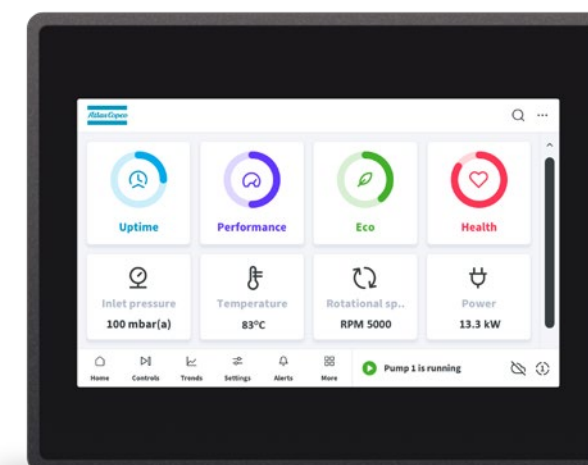 Atlas Copco
Uptime
Performance
Eco
Health
Inlet pressure
Temperature
Rotational sp..
Power
100 mbar(a)
83°C
RPM 5000
13.3 kW
Home
Controls
Trends
Settings
Alerts
More
Pump 1 is running
1